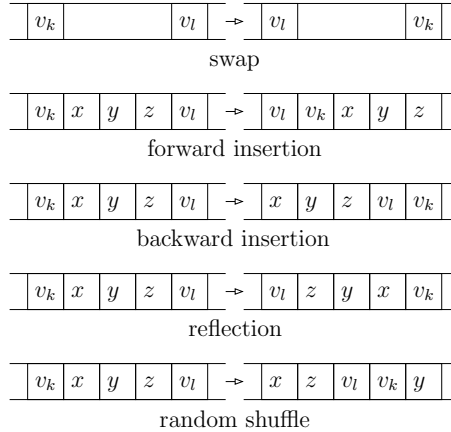 v_k v_l v_l v_k
swap
v_k x y z v_l v_l v_k x y z
forward insertion
v_k x y z v_l x y z v_l v_k
backward insertion
v_k x y z v_l v_l z y x v_k
reflection
v_k x y z v_l x z v_l v_k y
random shuffle